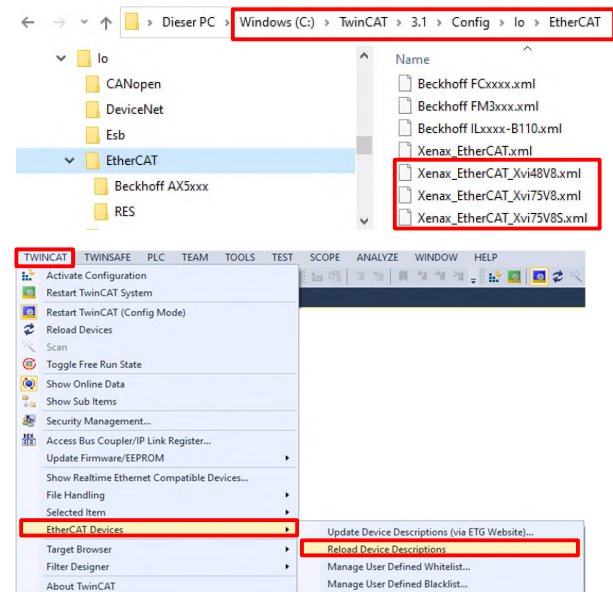 Dieser PC > Windows (C:) > TwinCAT > 3.1 > Config > Io > EtherCAT
Io
CANopen
DeviceNet
Esb
EtherCAT
Beckhoff AX5xxx
RES
Name
Beckhoff FCxxxx.xml
Beckhoff FM3xxx.xml
Beckhoff ILxxxx-B110.xml
Xenax_EtherCAT.xml
Xenax_EtherCAT_Xvi48V8.xml
Xenax_EtherCAT_Xvi75V8.xml
Xenax_EtherCAT_Xvi75V8S.xml
TWINCAT TWINSAFE PLC TEAM TOOLS TEST SCOPE ANALYZE WINDOW HELP
Activate Configuration
Restart TwinCAT System
Restart TwinCAT (Config Mode)
Reload Devices
Scan
Toggle Free Run State
Show Online Data
Show Sub Items
Security Management...
Access Bus Coupler/IP Link Register...
Update Firmware/EEPROM
Show Realtime Ethernet Compatible Devices...
File Handling
Selected Item
EtherCAT Devices
Target Browser
Filter Designer
About TwinCAT
Update Device Descriptions (via ETG Website)...
Reload Device Descriptions
Manage User Defined Whitelist...
Manage User Defined Blacklist...